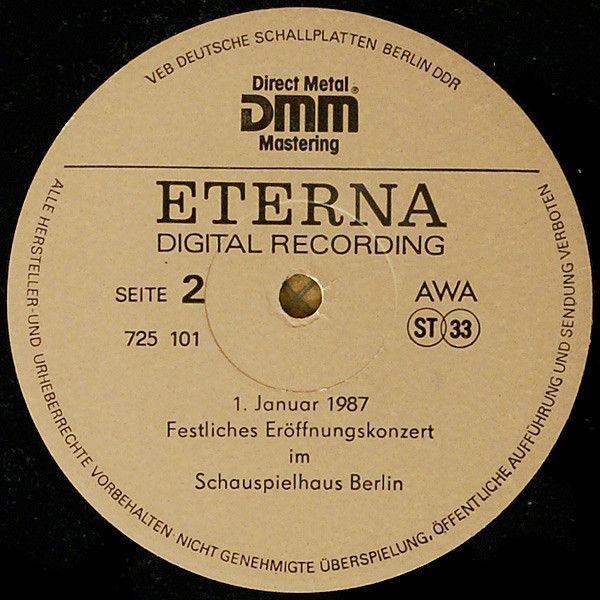 VEB DEUTSCHE SCHALLPLATTEN BERLIN DDR
Direct Metal®
DMM
Mastering
ETERNA
DIGITAL RECORDING
SEITE 2
AWA
725 101
ST 33
1. Januar 1987
Festliches Eröffnungskonzert
im
Schauspielhaus Berlin
ALLE HERSTELLER- UND URHEBERRECHTE VORBEHALTEN NICHT GENEHMIGTE ÜBERSPIELUNG, ÖFFENTLICHE AUFFÜHRUNG UND SENDUNG VERBOTEN